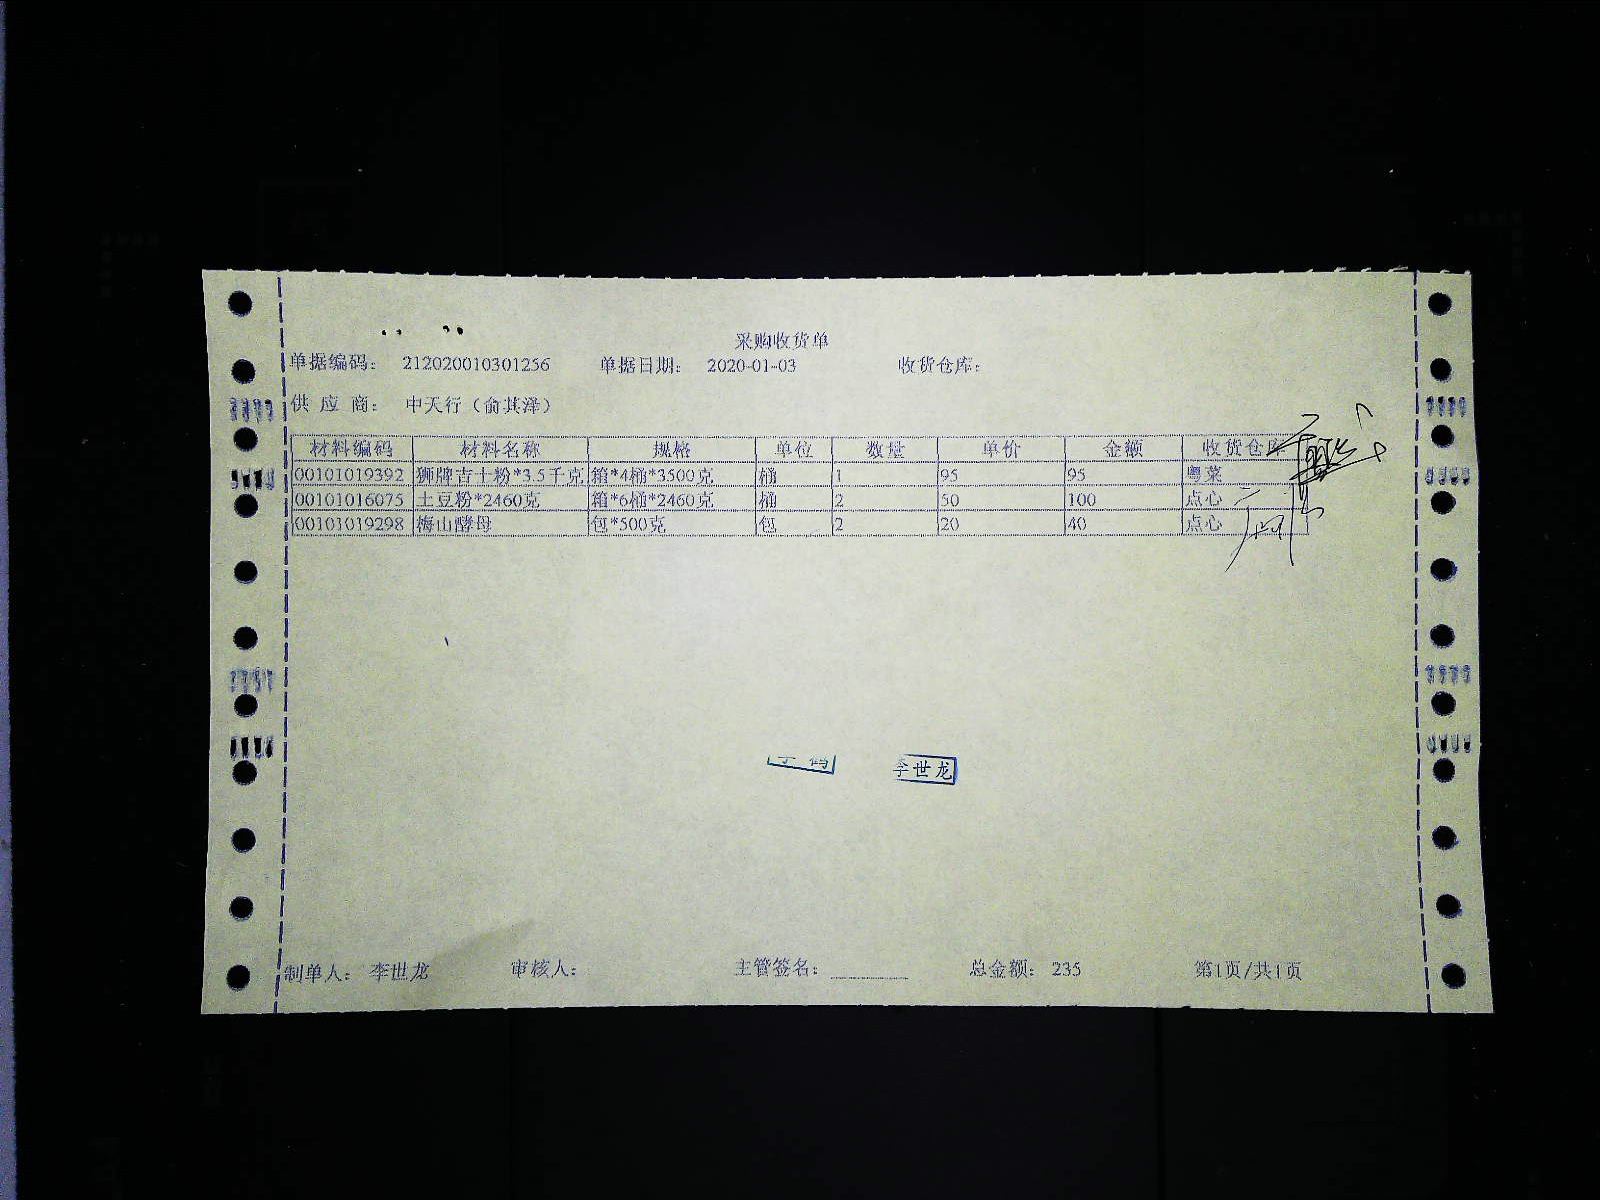 采购收货单
单据编码： 212020010301256 单据日期： 2020-01-03 收货仓库：
供 应 商： 中天行（俞其泽）
材料编码 材料名称 规格 单位 数量 单价 金额 收货仓库
00101019392 狮牌吉士粉*3.5千克 箱*4桶*3500克 桶 1 95 95 粤菜
00101016075 土豆粉*2460克 箱*6桶*2460克 桶 2 50 100 点心
00101019298 梅山酵母 包*500克 包 2 20 40 点心
李世龙
制单人： 李世龙 审核人： 主管签名：________ 总金额： 235 第1页/共1页